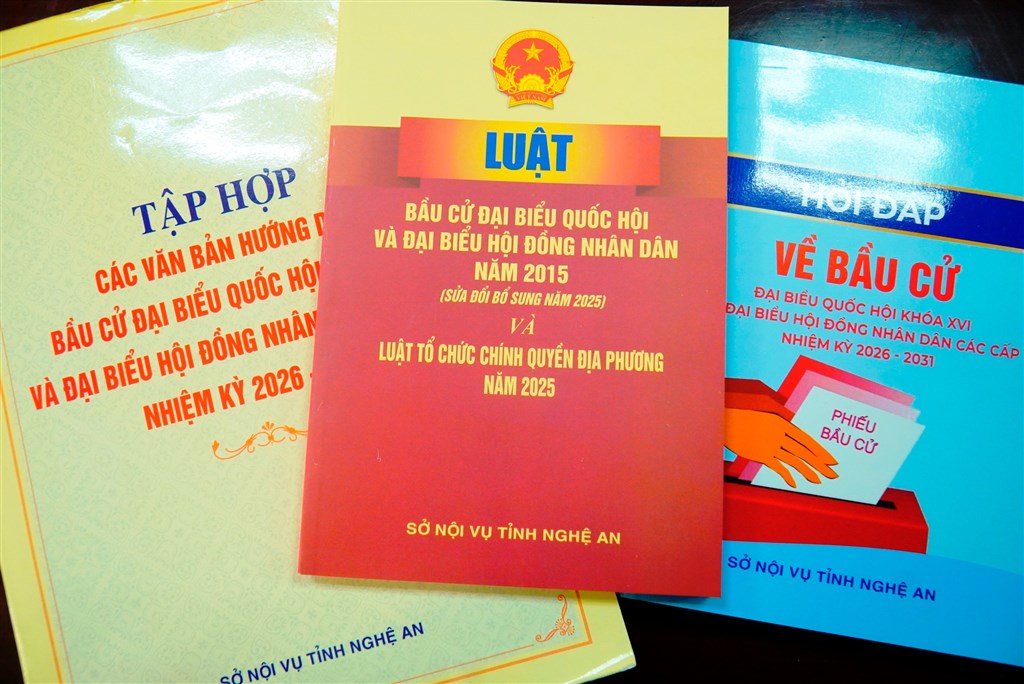 TẬP HỢP
CÁC VĂN BẢN HƯỚNG
BẦU CỬ ĐẠI BIỂU QUỐC HỘI
VÀ ĐẠI BIỂU HỘI ĐỒNG NHÂN
NHIỆM KỲ 2026 -
SỞ NỘI VỤ TỈNH NGHỆ AN
VIỆT NAM
LUẬT
BẦU CỬ ĐẠI BIỂU QUỐC HỘI
VÀ ĐẠI BIỂU HỘI ĐỒNG NHÂN DÂN
NĂM 2015
(SỬA ĐỔI BỔ SUNG NĂM 2025)
VÀ
LUẬT TỔ CHỨC CHÍNH QUYỀN ĐỊA PHƯƠNG
NĂM 2025
SỞ NỘI VỤ TỈNH NGHỆ AN
HỎI ĐÁP
VỀ BẦU CỬ
ĐẠI BIỂU QUỐC HỘI KHÓA XVI
ĐẠI BIỂU HỘI ĐỒNG NHÂN DÂN CÁC CẤP
NHIỆM KỲ 2026 - 2031
PHIẾU
BẦU CỬ
SỞ NỘI VỤ TỈNH NGHỆ AN